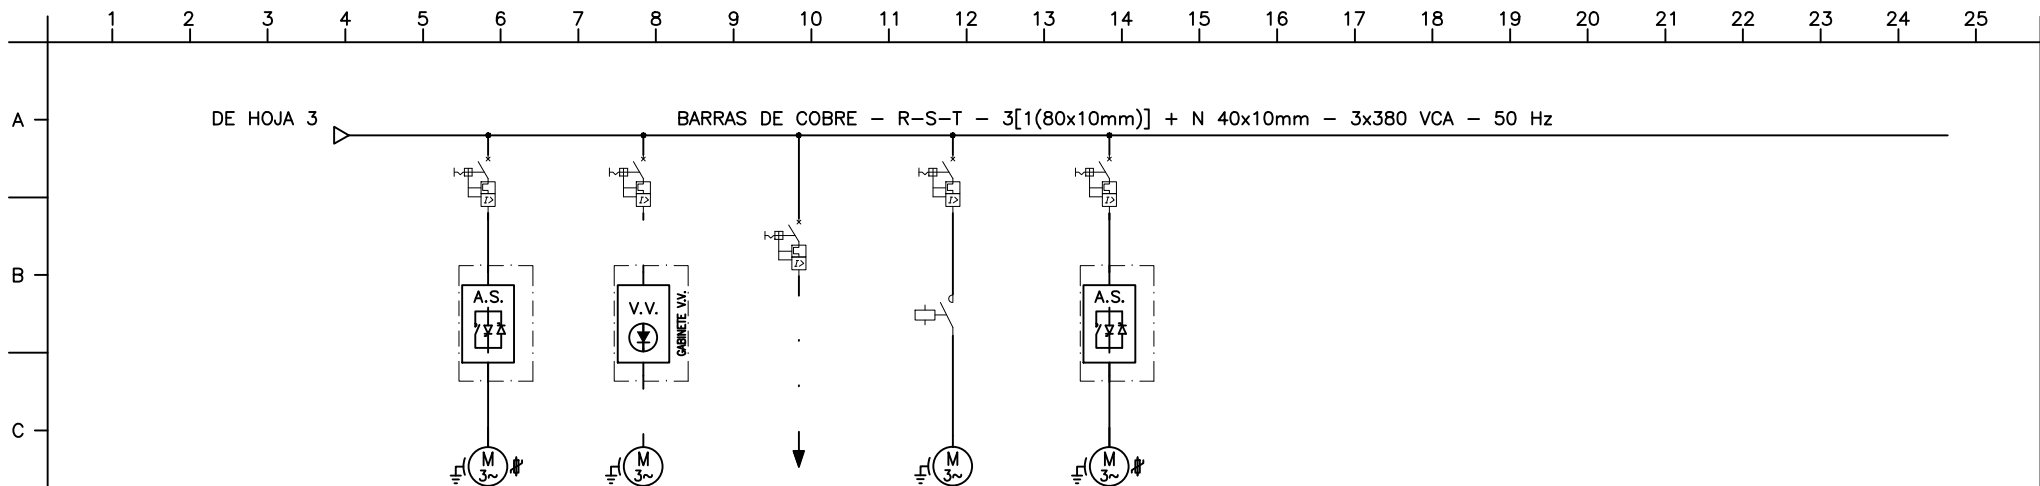 1 2 3 4 5 6 7 8 9 10 11 12 13 14 15 16 17 18 19 20 21 22 23 24 25
A
DE HOJA 3
BARRAS DE COBRE - R-S-T - 3[1(80x10mm)] + N 40x10mm - 3x380 VCA - 50 Hz
I>
I>
I>
I>
I>
B
A.S.
V.V.
GABINETE V.V.
A.S.
C
M
3~
M
3~
M
3~
M
3~